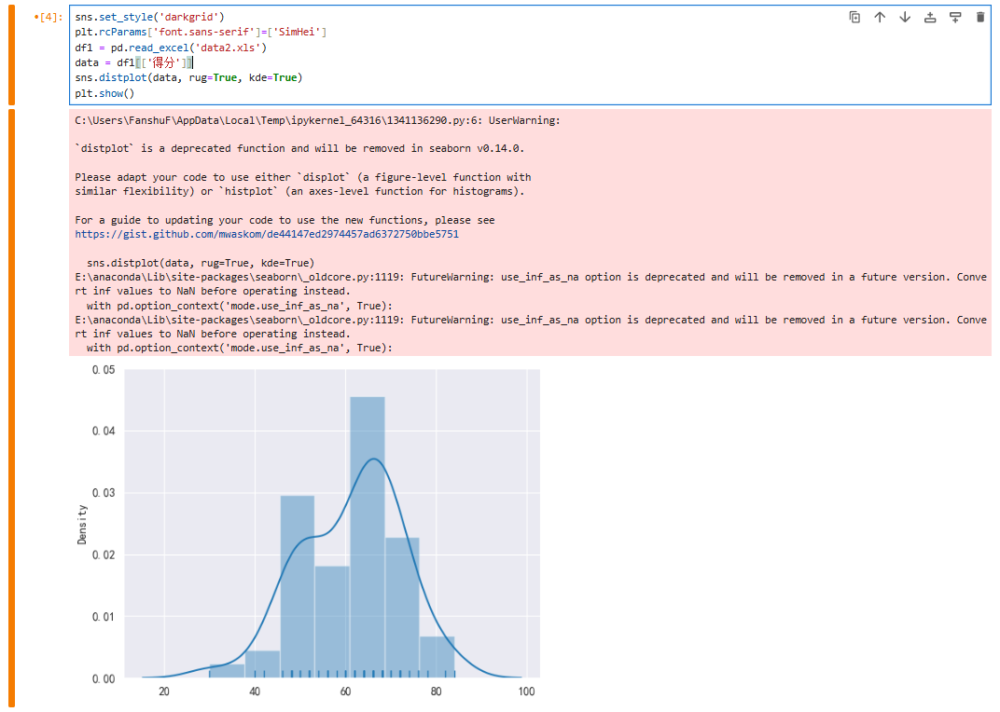 •[4]:
sns.set_style('darkgrid')
plt.rcParams['font.sans-serif']=['SimHei']
df1 = pd.read_excel('data2.xls')
data = df1[['得分']]
sns.distplot(data, rug=True, kde=True)
plt.show()
C:\Users\FanshuF\AppData\Local\Temp\ipykernel_64316\1341136290.py:6: UserWarning:
`distplot` is a deprecated function and will be removed in seaborn v0.14.0.
Please adapt your code to use either `displot` (a figure-level function with
similar flexibility) or `histplot` (an axes-level function for histograms).
For a guide to updating your code to use the new functions, please see
https://gist.github.com/mwaskom/de44147ed2974457ad6372750bbe5751
sns.distplot(data, rug=True, kde=True)
E:\anaconda\Lib\site-packages\seaborn\_oldcore.py:1119: FutureWarning: use_inf_as_na option is deprecated and will be removed in a future version. Conve
rt inf values to NaN before operating instead.
with pd.option_context('mode.use_inf_as_na', True):
E:\anaconda\Lib\site-packages\seaborn\_oldcore.py:1119: FutureWarning: use_inf_as_na option is deprecated and will be removed in a future version. Conve
rt inf values to NaN before operating instead.
with pd.option_context('mode.use_inf_as_na', True):
0.05
0.04
0.03
Density
0.02
0.01
0.00
20 40 60 80 100